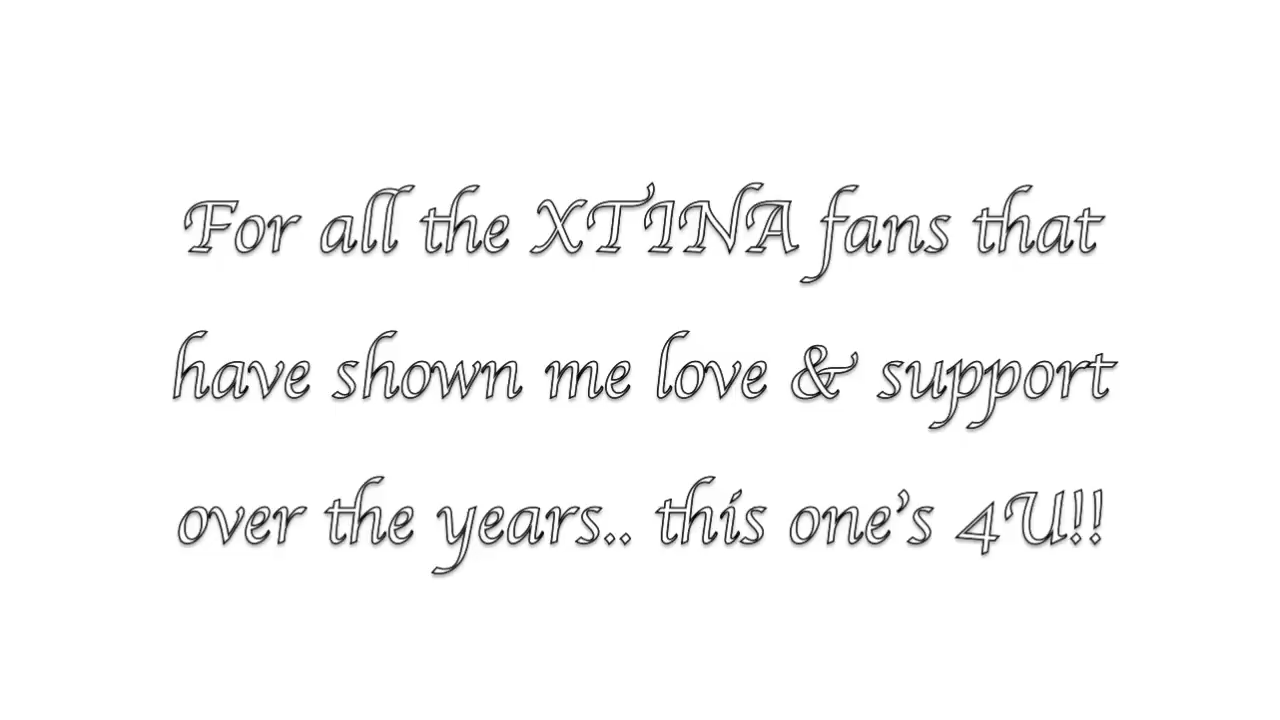 For all the XTINA fans that
have shown me love & support
over the years.. this one’s 4U!!